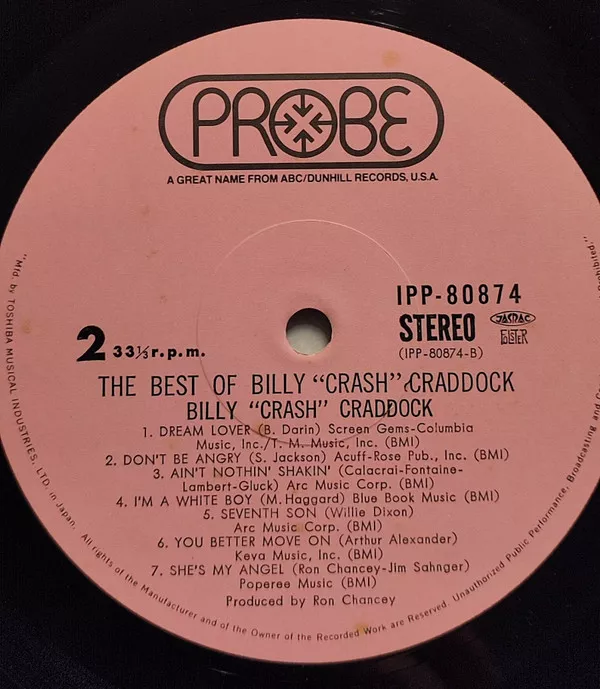 PROBE
A GREAT NAME FROM ABC/DUNHILL RECORDS, U.S.A.
IPP-80874
2 33⅓ r.p.m.
STEREO
JASRAC
(IPP-80874-B)
THE BEST OF BILLY “CRASH” CRADDOCK
BILLY “CRASH” CRADDOCK
1. DREAM LOVER (B. Darin) Screen Gems-Columbia
Music, Inc./T. M. Music, Inc. (BMI)
2. DON'T BE ANGRY (S. Jackson) Acuff-Rose Pub., Inc. (BMI)
3. AIN'T NOTHIN' SHAKIN' (Calacrai-Fontaine-
Lambert-Gluck) Arc Music Corp. (BMI)
4. I'M A WHITE BOY (M. Haggard) Blue Book Music (BMI)
5. SEVENTH SON (Willie Dixon)
Arc Music Corp. (BMI)
6. YOU BETTER MOVE ON (Arthur Alexander)
Keva Music, Inc. (BMI)
7. SHE'S MY ANGEL (Ron Chancey-Jim Sahnger)
Poperee Music (BMI)
Produced by Ron Chancey
"Mfd. by TOSHIBA MUSICAL INDUSTRIES, LTD. in Japan. All rights of the Manufacturer and of the Owner of the Recorded Work are Reserved. Unauthorized Public Performance, Broadcasting and prohibited."